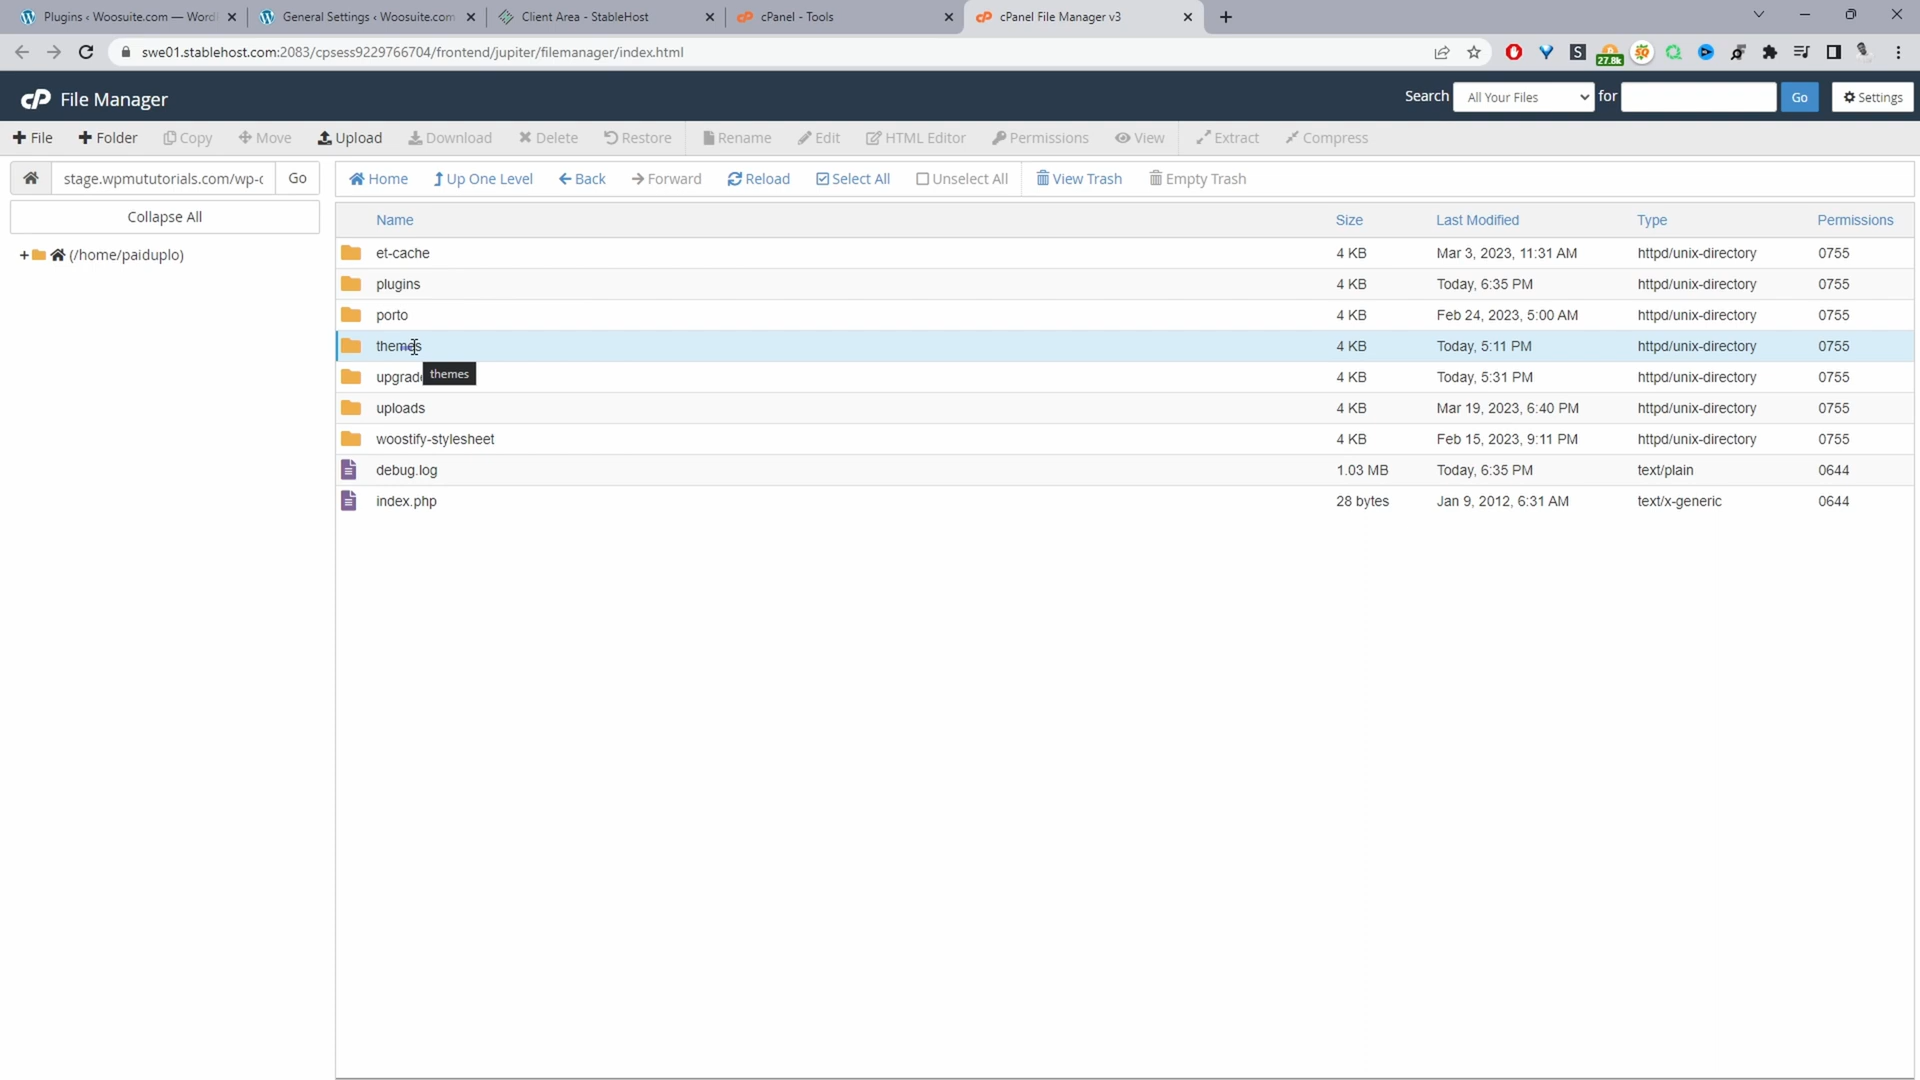 Plugins ‹ Woosuite.com — Word
General Settings ‹ Woosuite.com
Client Area - StableHost
cPanel - Tools
cPanel File Manager v3
swe01.stablehost.com:2083/cpsess9229766704/frontend/jupiter/filemanager/index.html
27.8k
cP File Manager
Search All Your Files for Go Settings
File Folder Copy Move Upload Download Delete Restore Rename Edit HTML Editor Permissions View Extract Compress
stage.wpmututorials.com/wp-c Go
Home Up One Level Back Forward Reload Select All Unselect All View Trash Empty Trash
Collapse All
(/home/paiduplo)
Name Size Last Modified Type Permissions
et-cache 4 KB Mar 3, 2023, 11:31 AM httpd/unix-directory 0755
plugins 4 KB Today, 6:35 PM httpd/unix-directory 0755
porto 4 KB Feb 24, 2023, 5:00 AM httpd/unix-directory 0755
themes 4 KB Today, 5:11 PM httpd/unix-directory 0755
themes
upgrade 4 KB Today, 5:31 PM httpd/unix-directory 0755
uploads 4 KB Mar 19, 2023, 6:40 PM httpd/unix-directory 0755
woostify-stylesheet 4 KB Feb 15, 2023, 9:11 PM httpd/unix-directory 0755
debug.log 1.03 MB Today, 6:35 PM text/plain 0644
index.php 28 bytes Jan 9, 2012, 6:31 AM text/x-generic 0644